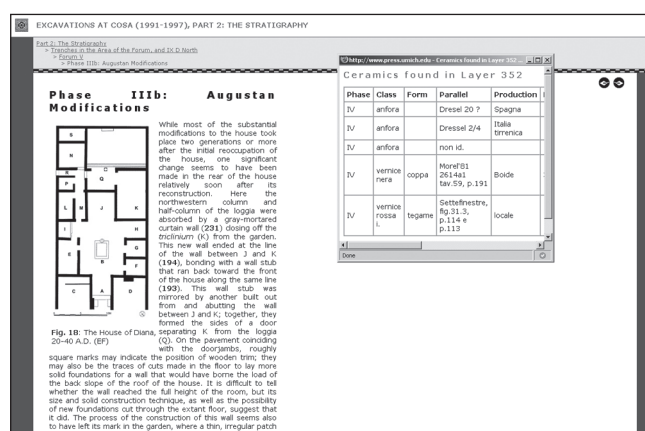 EXCAVATIONS AT COSA (1991-1997), PART 2: THE STRATIGRAPHY
Part 2: The Stratigraphy
» Trenches in the Area of the Forum, and IX D North
» Forum V
» Phase IIIb: Augustan Modifications
Phase IIIb: Augustan
Modifications
S
N
R
P
C
Q
L
M
J
K
I
H
E
B
G
F
C
A
D
Fig. 18: The House of Diana,
20-40 A.D. (EF)
While most of the substantial
modifications to the house took
place two generations or more
after the initial reoccupation of
the house, one significant
change seems to have been
made in the rear of the house
relatively soon after its
reconstruction. Here the
northwestern column and
half-column of the loggia were
absorbed by a gray-mortared
curtain wall (231) dosing off the
triclinium (K) from the garden.
This new wall ended at the line
of the wall between J and K
(194), bonding with a wall stub
that ran back toward the front
of the house along the same line
(193). This wall stub was
mirrored by another built out
from and abutting the wall
between J and K; together, they
formed the sides of a door
separating K from the loggia
(Q). On the pavement coinciding
with the doorjambs, roughly
square marks may indicate the position of wooden trim; they
may also be the traces of cuts made in the floor to lay more
solid foundations for a wall that would have borne the load of
the back slope of the roof of the house. It is difficult to tell
whether the wall reached the full height of the room, but its
size and solid construction technique, as well as the possibility
of new foundations cut through the extant floor, suggest that
it did. The process of the construction of this wall seems also
to have left its mark in the garden, where a thin, irregular patch
http://www.press.umich.edu - Ceramics found in Layer 352 ...
Ceramics found in Layer 352
Phase Class Form Parallel Production
IV anfora Dresel 20 ? Spagna
IV anfora Dressel 2/4 Italia
tirrenica
IV anfora non id.
IV vernice nera coppa Morel'81
2614a1
tav.59, p.191 Boide
IV vernice rossa i. tegame Settefinestre,
fig.31.3,
p.114 e
p.113 locale
Done